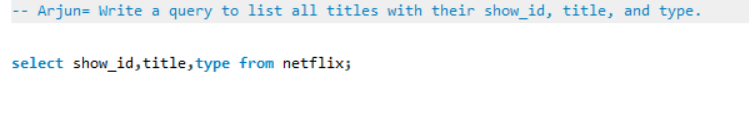 -- Arjun= Write a query to list all titles with their show_id, title, and type.
select show_id,title,type from netflix;